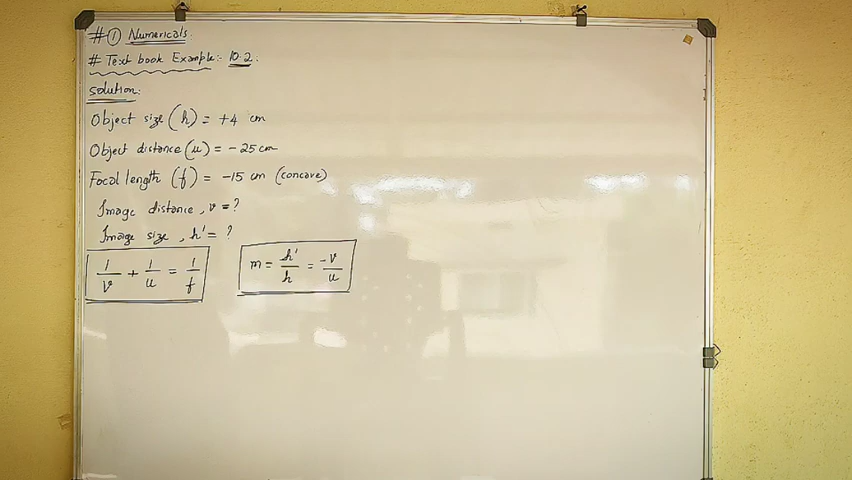 # ① Numericals.
# Text book Example:- 10.2.
Solution:
Object size (h) = +4 cm
Object distance (u) = -25 cm
Focal length (f) = -15 cm (concave)
Image distance, v = ?
Image size, h' = ?
1/v + 1/u = 1/f
m = h'/h = -v/u